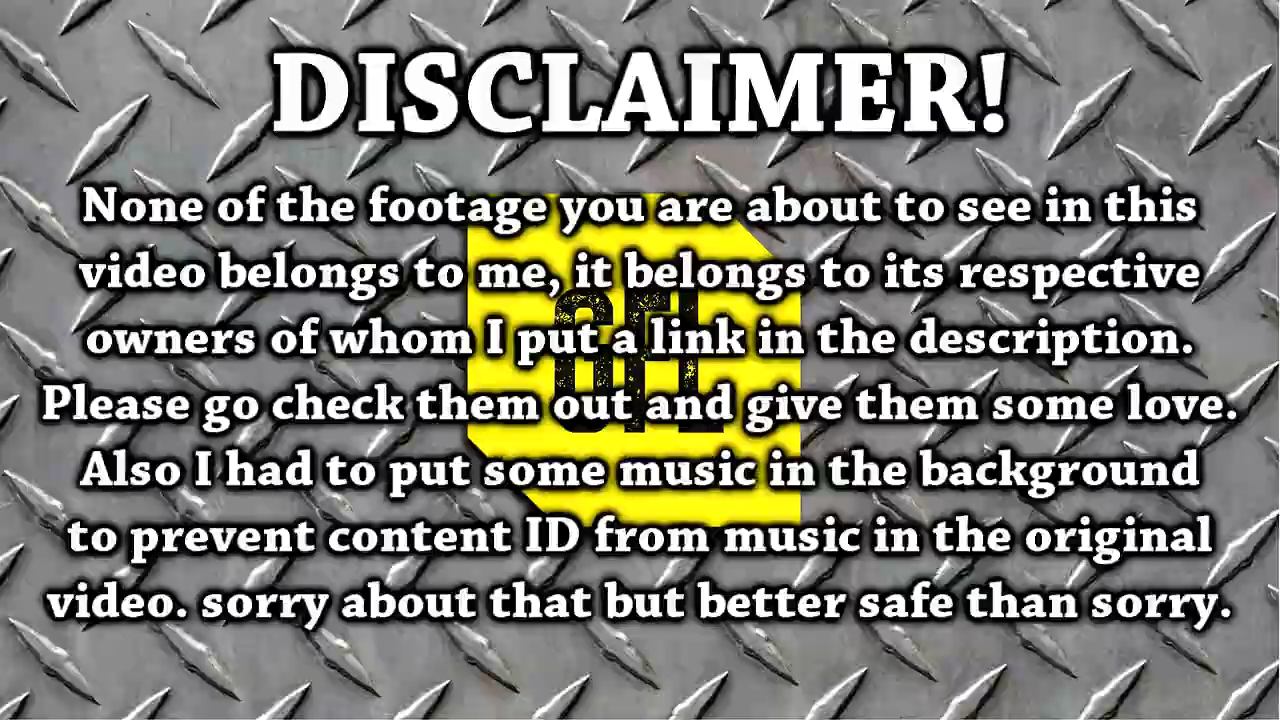 DISCLAIMER!
None of the footage you are about to see in this
video belongs to me, it belongs to its respective
owners of whom I put a link in the description.
Please go check them out and give them some love.
Also I had to put some music in the background
to prevent content ID from music in the original
video. sorry about that but better safe than sorry.